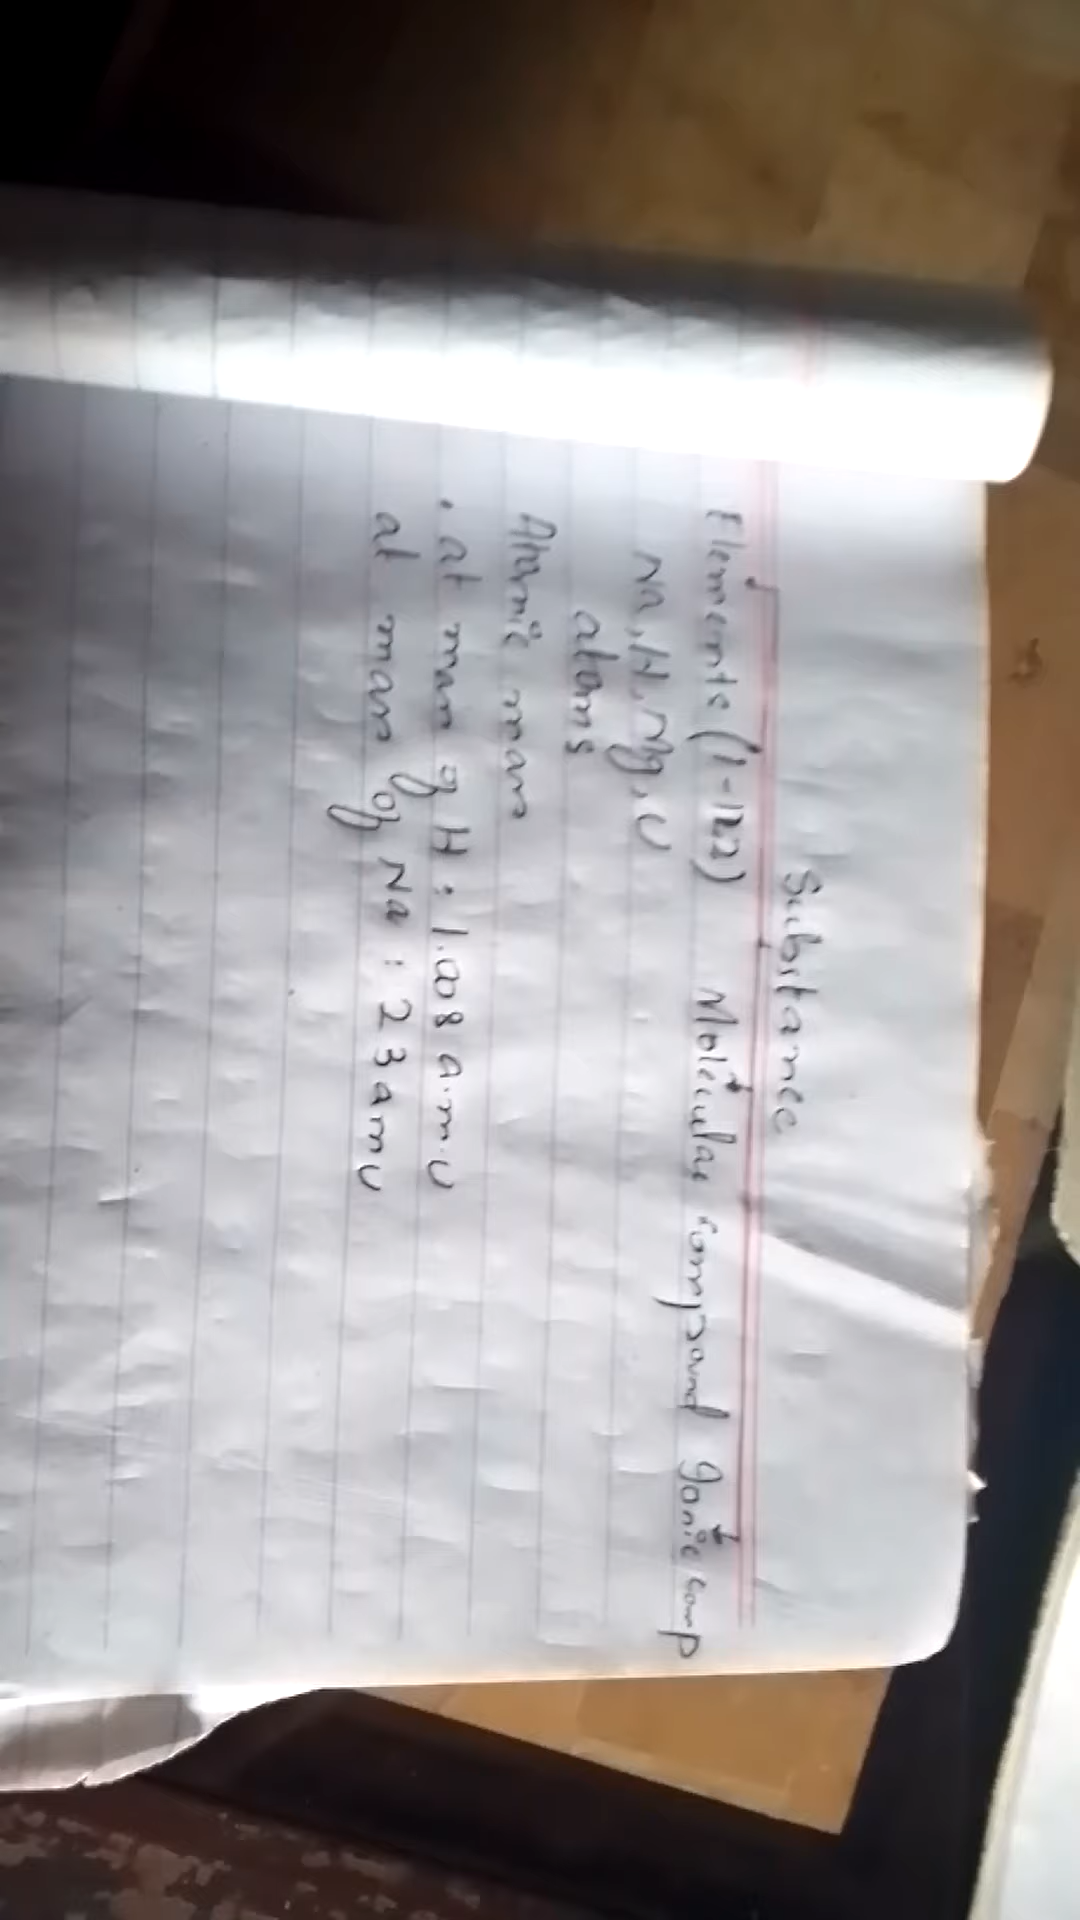 Substance
Elements (1-122) Molecular compound Ionic comp
Na, H, Mg, U
atoms
Atomic mass
. at mass of H : 1.008 a.m.u
at mass of Na : 23 amu